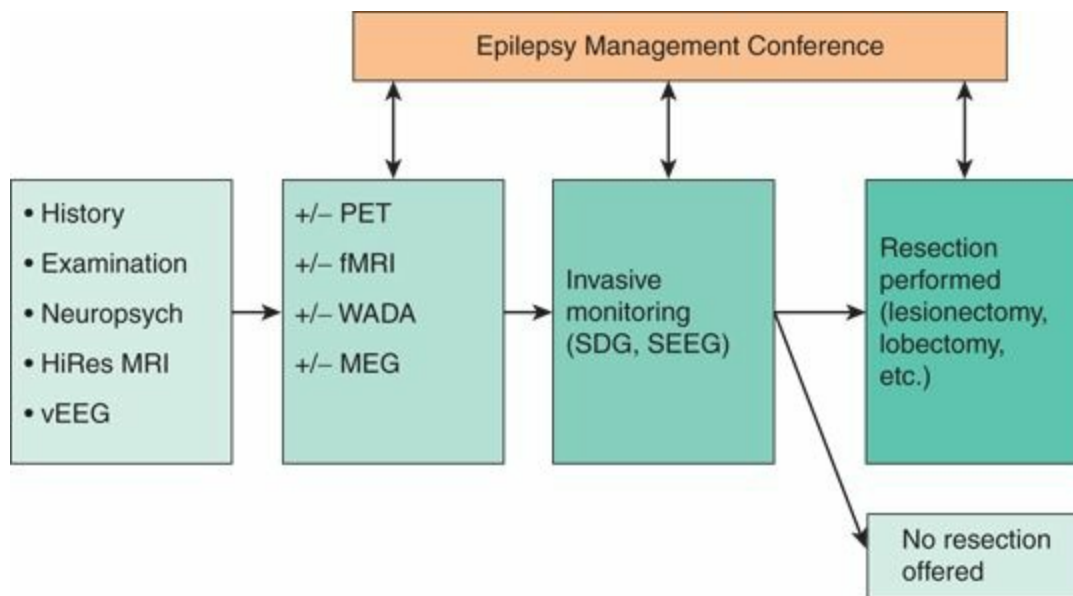 Epilepsy Management Conference
• History
• Examination
• Neuropsych
• HiRes MRI
• vEEG
+/– PET
+/– fMRI
+/– WADA
+/– MEG
Invasive
monitoring
(SDG, SEEG)
Resection
performed
(lesionectomy,
lobectomy,
etc.)
No resection
offered